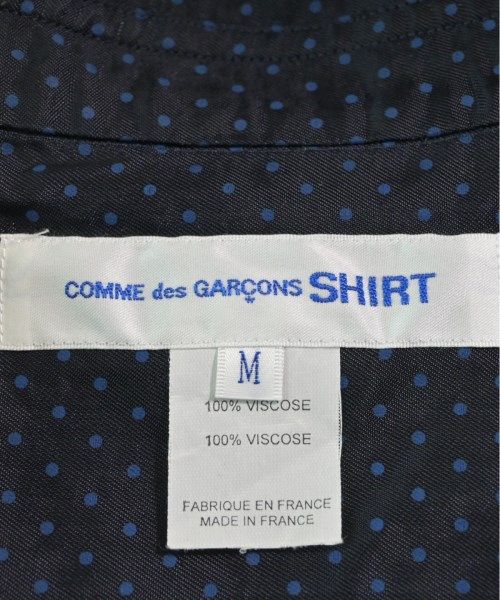 COMME des GARÇONS SHIRT
M
100% VISCOSE
100% VISCOSE
FABRIQUE EN FRANCE
MADE IN FRANCE